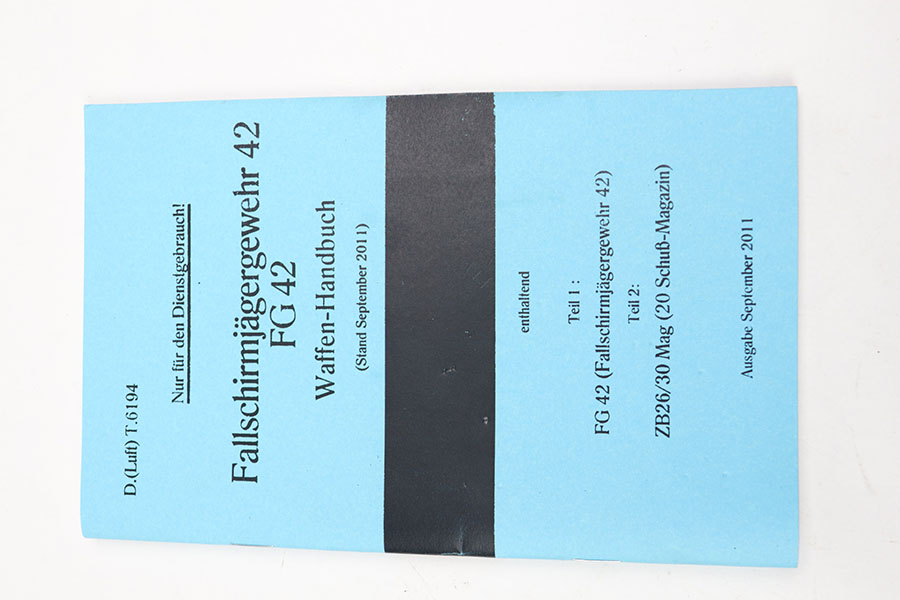 D.(Luft) T.6194
Nur für den Dienstgebrauch!
Fallschirmjägergewehr 42
FG 42
Waffen-Handbuch
(Stand September 2011)
enthaltend
Teil 1 :
FG 42 (Fallschirmjägergewehr 42)
Teil 2:
ZB26/30 Mag (20 Schuß-Magazin)
Ausgabe September 2011